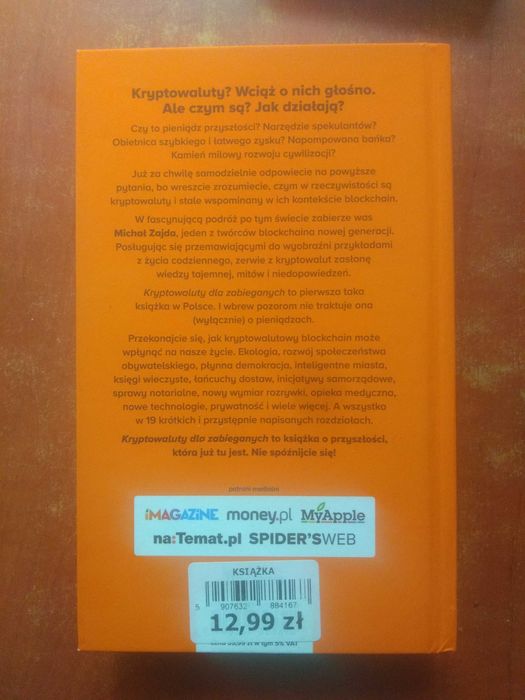 Kryptowaluty? Wciąż o nich głośno.
Ale czym są? Jak działają?
Czy to pieniądz przyszłości? Narzędzie spekulantów?
Obietnica szybkiego i łatwego zysku? Napompowana bańka?
Kamień milowy rozwoju cywilizacji?
Już za chwilę samodzielnie odpowiecie na powyższe
pytania, bo wreszcie zrozumiecie, czym w rzeczywistości są
kryptowaluty i stale wspominany w ich kontekście blockchain.
W fascynującą podróż po tym świecie zabierze was
Michał Zajda, jeden z twórców blockchaina nowej generacji.
Posługując się przemawiającymi do wyobraźni przykładami
z życia codziennego, zerwie z kryptowalut zasłonę
wiedzy tajemnej, mitów i niedopowiedzeń.
Kryptowaluty dla zabieganych to pierwsza taka
książka w Polsce. I wbrew pozorom nie traktuje ona
(wyłącznie) o pieniądzach.
Przekonajcie się, jak kryptowalutowy blockchain może
wpłynąć na nasze życie. Ekologia, rozwój społeczeństwa
obywatelskiego, płynna demokracja, inteligentne miasta,
księgi wieczyste, łańcuchy dostaw, inicjatywy samorządowe,
sprawy notarialne, nowy wymiar rozrywki, opieka medyczna,
nowe technologie, prywatność i wiele więcej. A wszystko
w 19 krótkich i przystępnie napisanych rozdziałach.
Kryptowaluty dla zabieganych to książka o przyszłości,
która już tu jest. Nie spóźnijcie się!
patroni medialni
iMAGAZINE money.pl MyApple
na:Temat.pl SPIDER'SWEB
KSIĄŻKA
5 907632 884167
12,99 zł
w tym 5% VAT